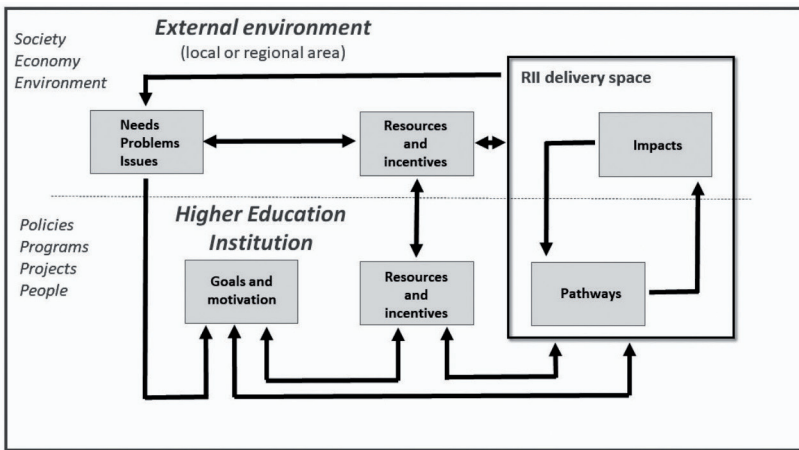 External environment
(local or regional area)
Society
Economy
Environment
RII delivery space
Needs
Problems
Issues
Resources
and
incentives
Impacts
Higher Education
Institution
Policies
Programs
Projects
People
Goals and
motivation
Resources
and
incentives
Pathways